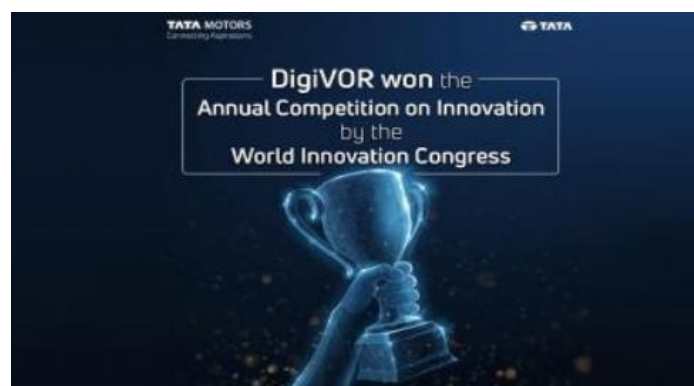 TATA MOTORS
Connecting Aspirations
TATA
DigiVOR won the
Annual Competition on Innovation
by the
World Innovation Congress